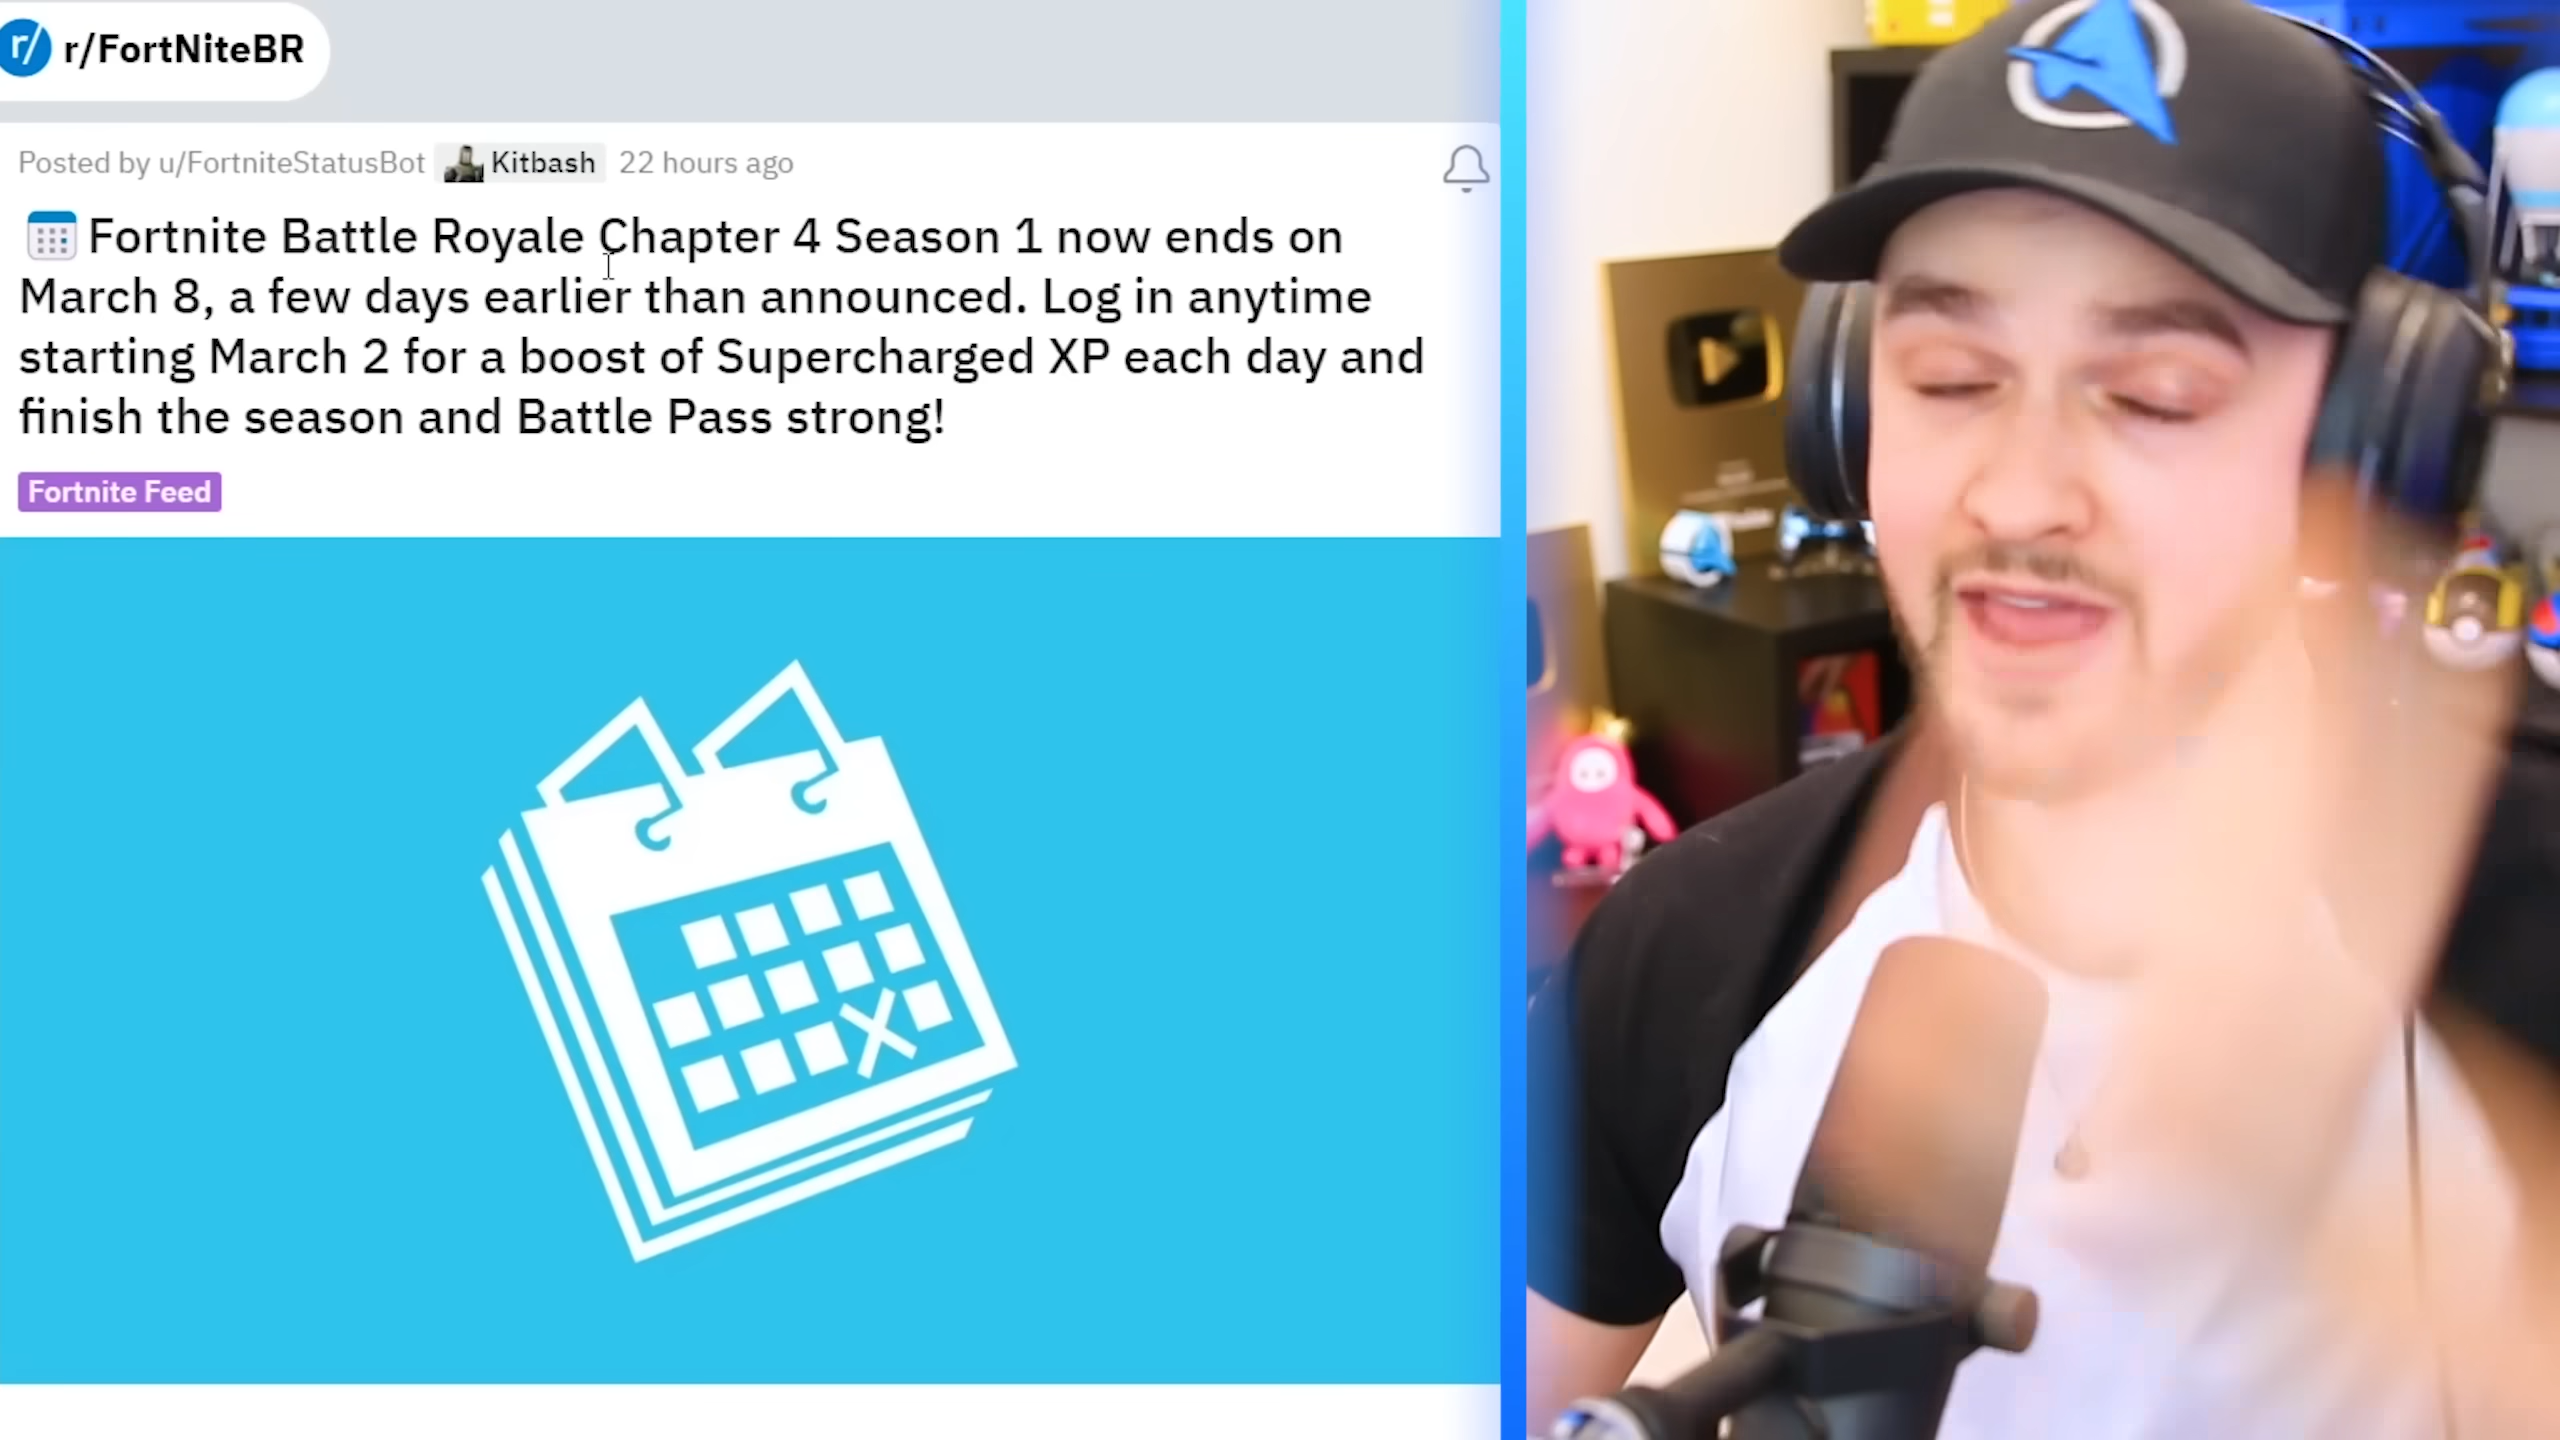 r/ r/FortNiteBR
Posted by u/FortniteStatusBot Kitbash 22 hours ago
Fortnite Battle Royale Chapter 4 Season 1 now ends on
March 8, a few days earlier than announced. Log in anytime
starting March 2 for a boost of Supercharged XP each day and
finish the season and Battle Pass strong!
Fortnite Feed